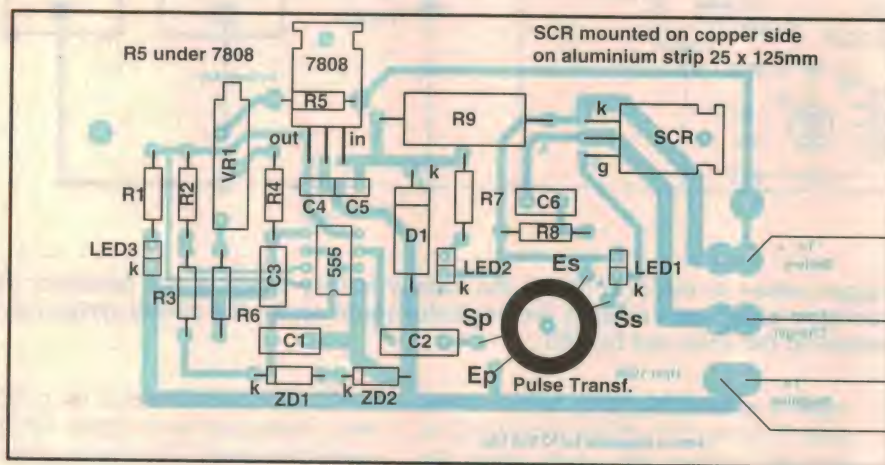 R5 under 7808
SCR mounted on copper side
on aluminium strip 25 x 125mm
7808
R5
out
in
R9
k
SCR
g
R1
R2
VR1
R4
C4
C5
k
D1
R7
C6
R8
LED3
k
C3
555
LED2
k
Es
LED1
k
R3
R6
Sp
Ss
C1
C2
Ep
Pulse Transf.
k
ZD1
k
ZD2